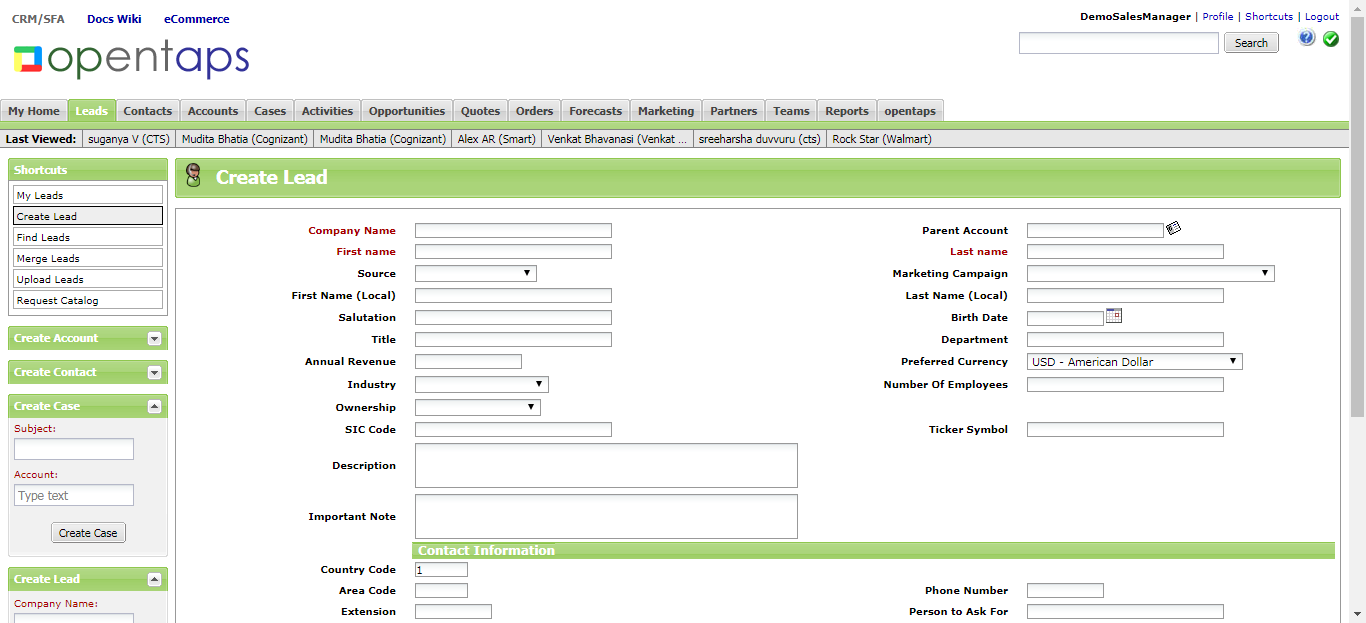 CRM/SFA Docs Wiki eCommerce
DemoSalesManager | Profile | Shortcuts | Logout
opentaps
Search
My Home Leads Contacts Accounts Cases Activities Opportunities Quotes Orders Forecasts Marketing Partners Teams Reports opentaps
Last Viewed: suganya V (CTS) Mudita Bhatia (Cognizant) Mudita Bhatia (Cognizant) Alex AR (Smart) Venkat Bhavanasi (Venkat ... sreeharsha duvvuru (cts) Rock Star (Walmart)
Shortcuts
My Leads
Create Lead
Find Leads
Merge Leads
Upload Leads
Request Catalog
Create Account
Create Contact
Create Case
Subject:
Account:
Type text
Create Case
Create Lead
Company Name:
Create Lead
Company Name Parent Account
First name Last name
Source Marketing Campaign
First Name (Local) Last Name (Local)
Salutation Birth Date
Title Department
Annual Revenue Preferred Currency USD - American Dollar
Industry Number Of Employees
Ownership
SIC Code Ticker Symbol
Description
Important Note
Contact Information
Country Code 1
Area Code Phone Number
Extension Person to Ask For